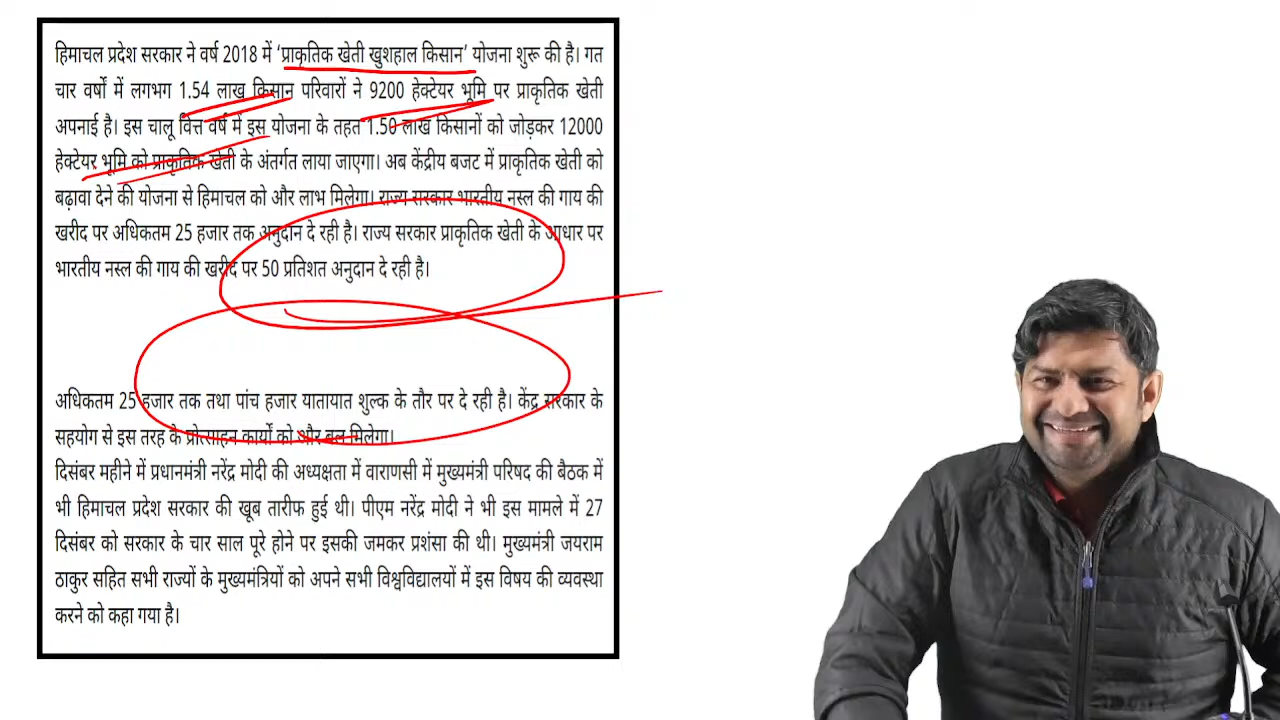 हिमाचल प्रदेश सरकार ने वर्ष 2018 में ‘प्राकृतिक खेती खुशहाल किसान’ योजना शुरू की है। गत
चार वर्षों में लगभग 1.54 लाख किसान परिवारों ने 9200 हेक्टेयर भूमि पर प्राकृतिक खेती
अपनाई है। इस चालू वित्त वर्ष में इस योजना के तहत 1.50 लाख किसानों को जोड़कर 12000
हेक्टेयर भूमि को प्राकृतिक खेती के अंतर्गत लाया जाएगा। अब केंद्रीय बजट में प्राकृतिक खेती को
बढ़ावा देने की योजना से हिमाचल को और लाभ मिलेगा। राज्य सरकार भारतीय नस्ल की गाय की
खरीद पर अधिकतम 25 हजार तक अनुदान दे रही है। राज्य सरकार प्राकृतिक खेती के आधार पर
भारतीय नस्ल की गाय की खरीद पर 50 प्रतिशत अनुदान दे रही है।
अधिकतम 25 हजार तक तथा पांच हजार यातायात शुल्क के तौर पर दे रही है। केंद्र सरकार के
सहयोग से इस तरह के प्रोत्साहन कार्यों को और बल मिलेगा।
दिसंबर महीने में प्रधानमंत्री नरेंद्र मोदी की अध्यक्षता में वाराणसी में मुख्यमंत्री परिषद की बैठक में
भी हिमाचल प्रदेश सरकार की खूब तारीफ हुई थी। पीएम नरेंद्र मोदी ने भी इस मामले में 27
दिसंबर को सरकार के चार साल पूरे होने पर इसकी जमकर प्रशंसा की थी। मुख्यमंत्री जयराम
ठाकुर सहित सभी राज्यों के मुख्यमंत्रियों को अपने सभी विश्वविद्यालयों में इस विषय की व्यवस्था
करने को कहा गया है।